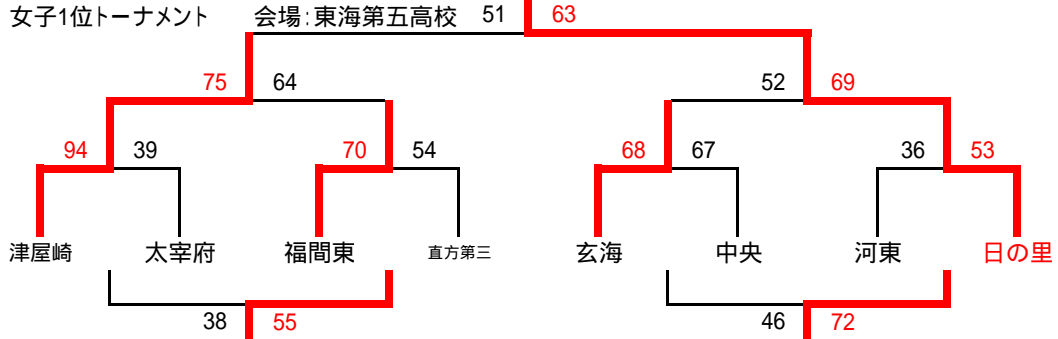 女子1位トーナメント 会場:東海第五高校 51 63
75 64 52 69
94 39 70 54 68 67 36 53
津屋崎 太宰府 福間東 直方第三 玄海 中央 河東 日の里
38 55 46 72